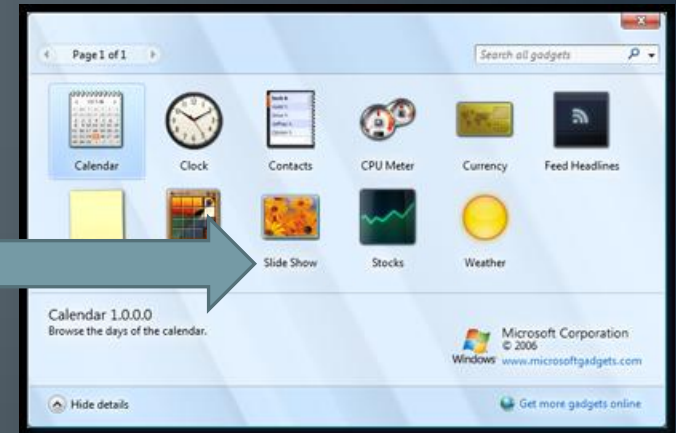 Page 1 of 1
Search all gadgets
Calendar
Clock
Contacts
CPU Meter
Currency
Feed Headlines
Slide Show
Stocks
Weather
Calendar 1.0.0.0
Browse the days of the calendar.
Microsoft Corporation
© 2006
Windows www.microsoftgadgets.com
Hide details
Get more gadgets online